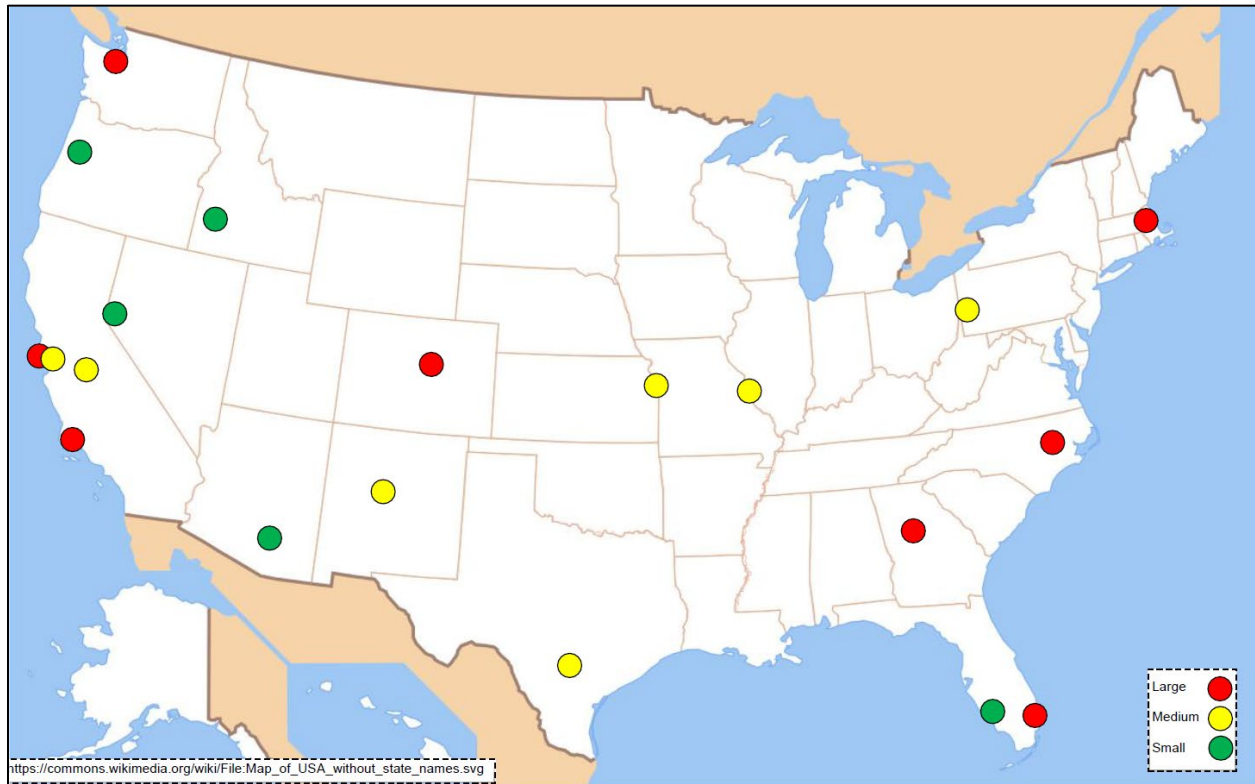 Large
Medium
Small
https://commons.wikimedia.org/wiki/File:Map_of_USA_without_state_names.svg